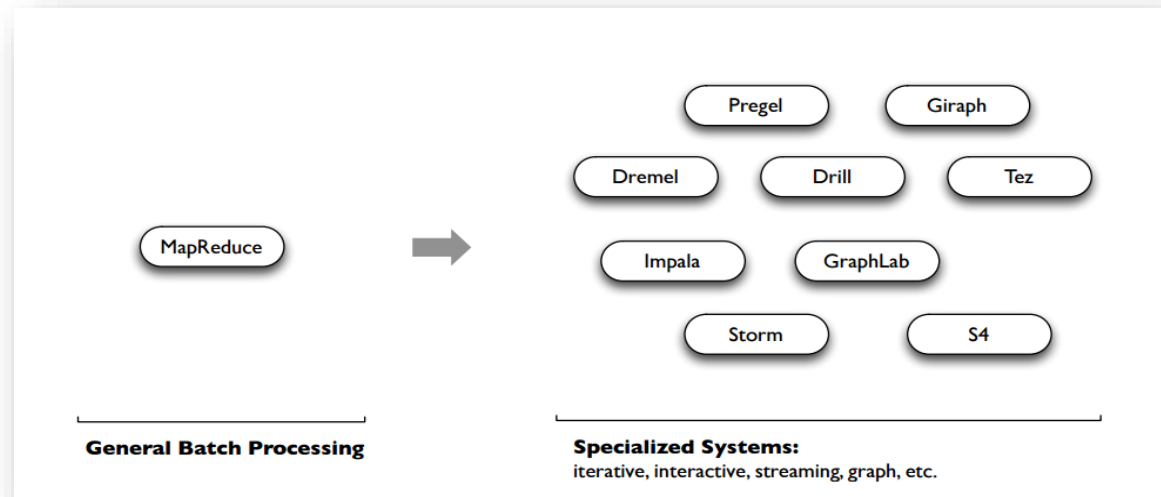 Pregel
Giraph
Dremel
Drill
Tez
MapReduce
Impala
GraphLab
Storm
S4
General Batch Processing
Specialized Systems:
iterative, interactive, streaming, graph, etc.